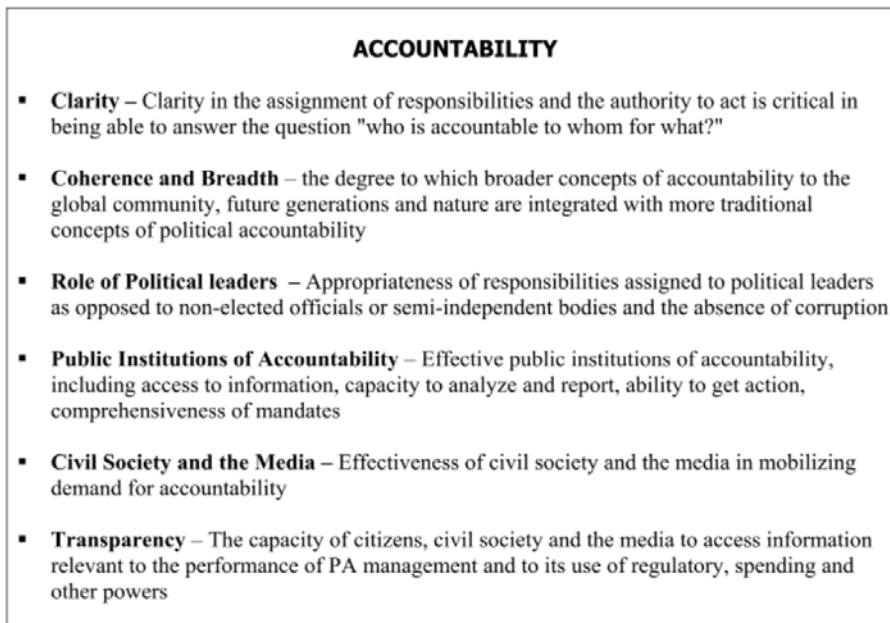 ACCOUNTABILITY
▪ Clarity – Clarity in the assignment of responsibilities and the authority to act is critical in
being able to answer the question "who is accountable to whom for what?"
▪ Coherence and Breadth – the degree to which broader concepts of accountability to the
global community, future generations and nature are integrated with more traditional
concepts of political accountability
▪ Role of Political leaders – Appropriateness of responsibilities assigned to political leaders
as opposed to non-elected officials or semi-independent bodies and the absence of corruption
▪ Public Institutions of Accountability – Effective public institutions of accountability,
including access to information, capacity to analyze and report, ability to get action,
comprehensiveness of mandates
▪ Civil Society and the Media – Effectiveness of civil society and the media in mobilizing
demand for accountability
▪ Transparency – The capacity of citizens, civil society and the media to access information
relevant to the performance of PA management and to its use of regulatory, spending and
other powers